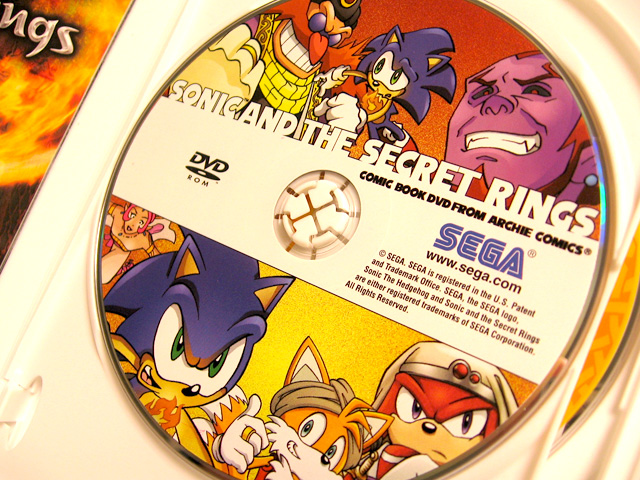 ngs
SONIC AND THE SECRET RINGS
COMIC BOOK DVD FROM ARCHIE COMICS®
DVD
ROM
SEGA®
www.sega.com
© SEGA. SEGA is registered in the U.S. Patent
and Trademark Office. SEGA, the SEGA logo,
Sonic The Hedgehog and Sonic and the Secret Rings
are either registered trademarks of SEGA Corporation.
All Rights Reserved.